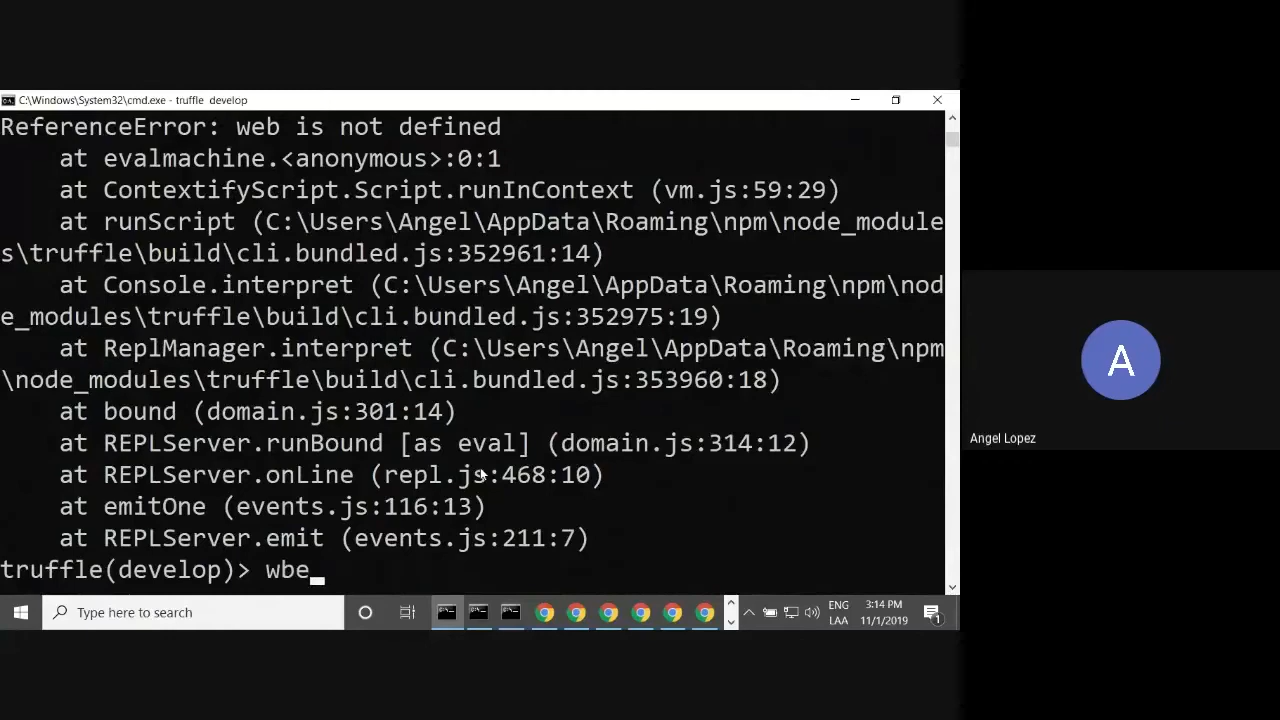 C:\Windows\System32\cmd.exe - truffle develop
ReferenceError: web is not defined
    at evalmachine.<anonymous>:0:1
    at ContextifyScript.Script.runInContext (vm.js:59:29)
    at runScript (C:\Users\Angel\AppData\Roaming\npm\node_module
s\truffle\build\cli.bundled.js:352961:14)
    at Console.interpret (C:\Users\Angel\AppData\Roaming\npm\nod
e_modules\truffle\build\cli.bundled.js:352975:19)
    at ReplManager.interpret (C:\Users\Angel\AppData\Roaming\npm
\node_modules\truffle\build\cli.bundled.js:353960:18)
    at bound (domain.js:301:14)
    at REPLServer.runBound [as eval] (domain.js:314:12)
    at REPLServer.onLine (repl.js:468:10)
    at emitOne (events.js:116:13)
    at REPLServer.emit (events.js:211:7)
truffle(develop)> wbe
Type here to search
ENG
LAA
3:14 PM
11/1/2019
1
A
Angel Lopez